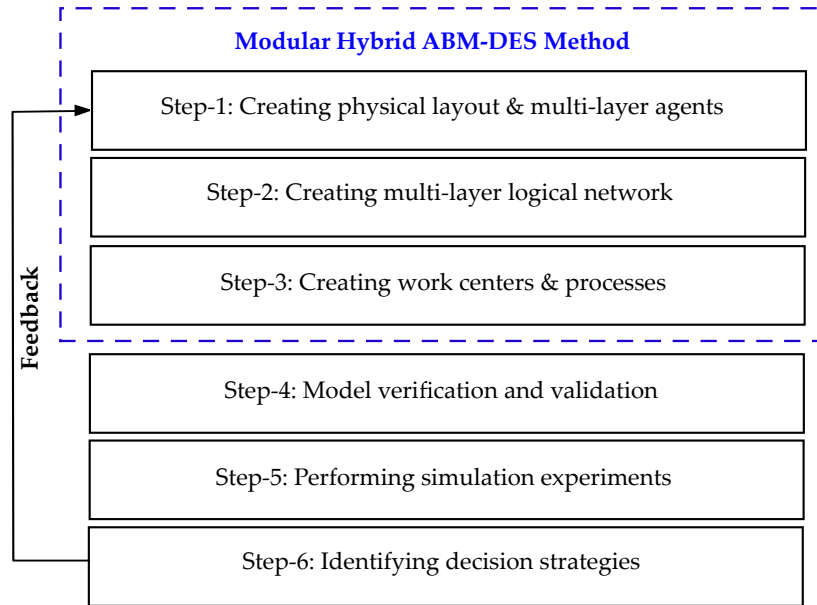 Modular Hybrid ABM-DES Method
Step-1: Creating physical layout & multi-layer agents
Step-2: Creating multi-layer logical network
Step-3: Creating work centers & processes
Feedback
Step-4: Model verification and validation
Step-5: Performing simulation experiments
Step-6: Identifying decision strategies